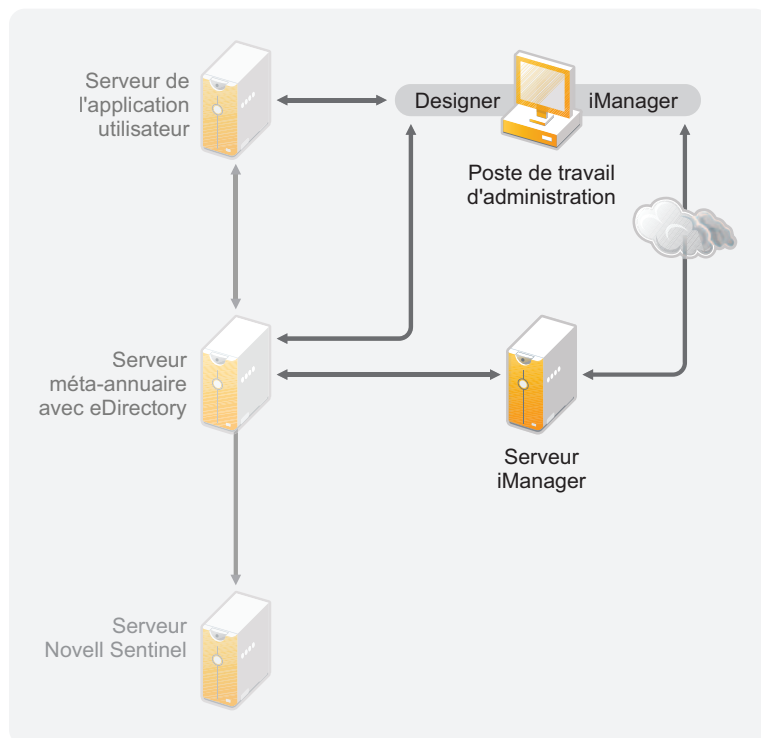 Serveur de
l'application
utilisateur
Designer
iManager
Poste de travail
d'administration
Serveur
méta-annuaire
avec eDirectory
Serveur
iManager
Serveur
Novell Sentinel